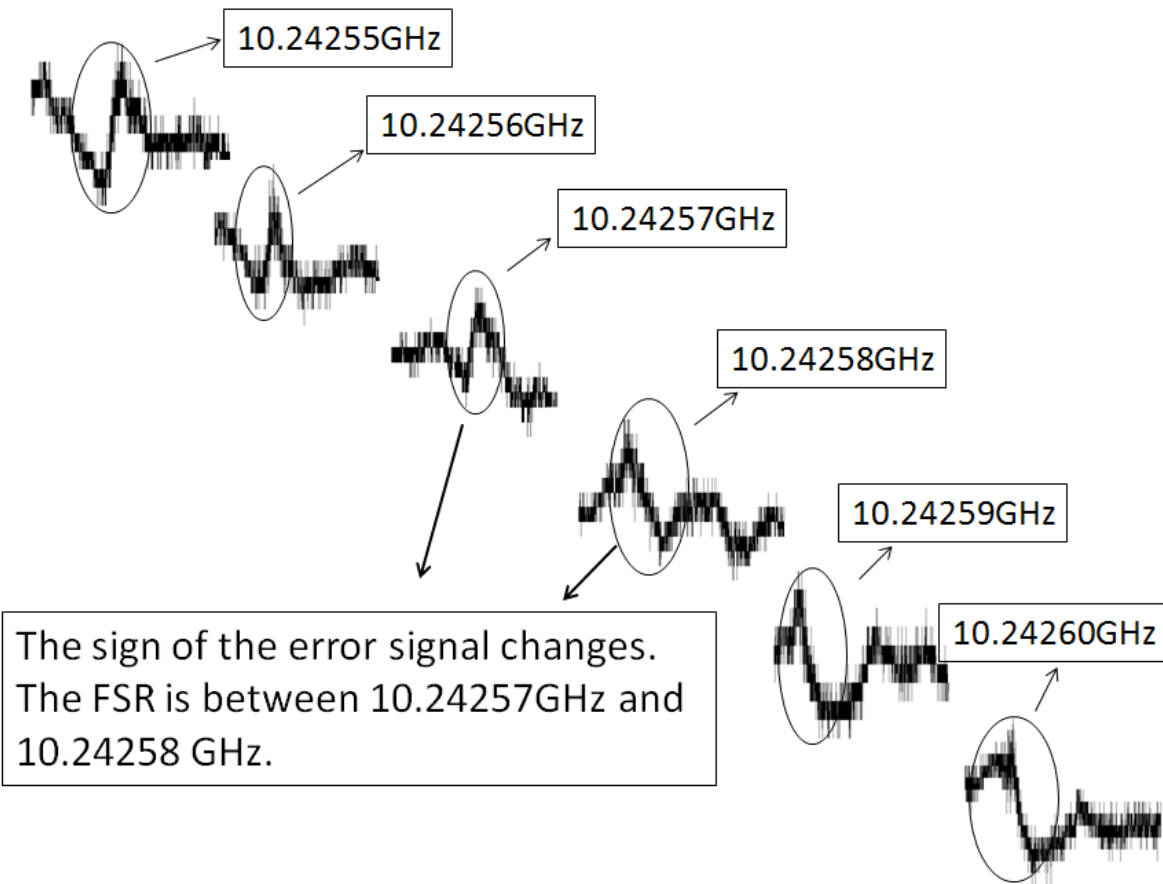 10.24255GHz
10.24256GHz
10.24257GHz
10.24258GHz
10.24259GHz
10.24260GHz
The sign of the error signal changes.
The FSR is between 10.24257GHz and
10.24258 GHz.